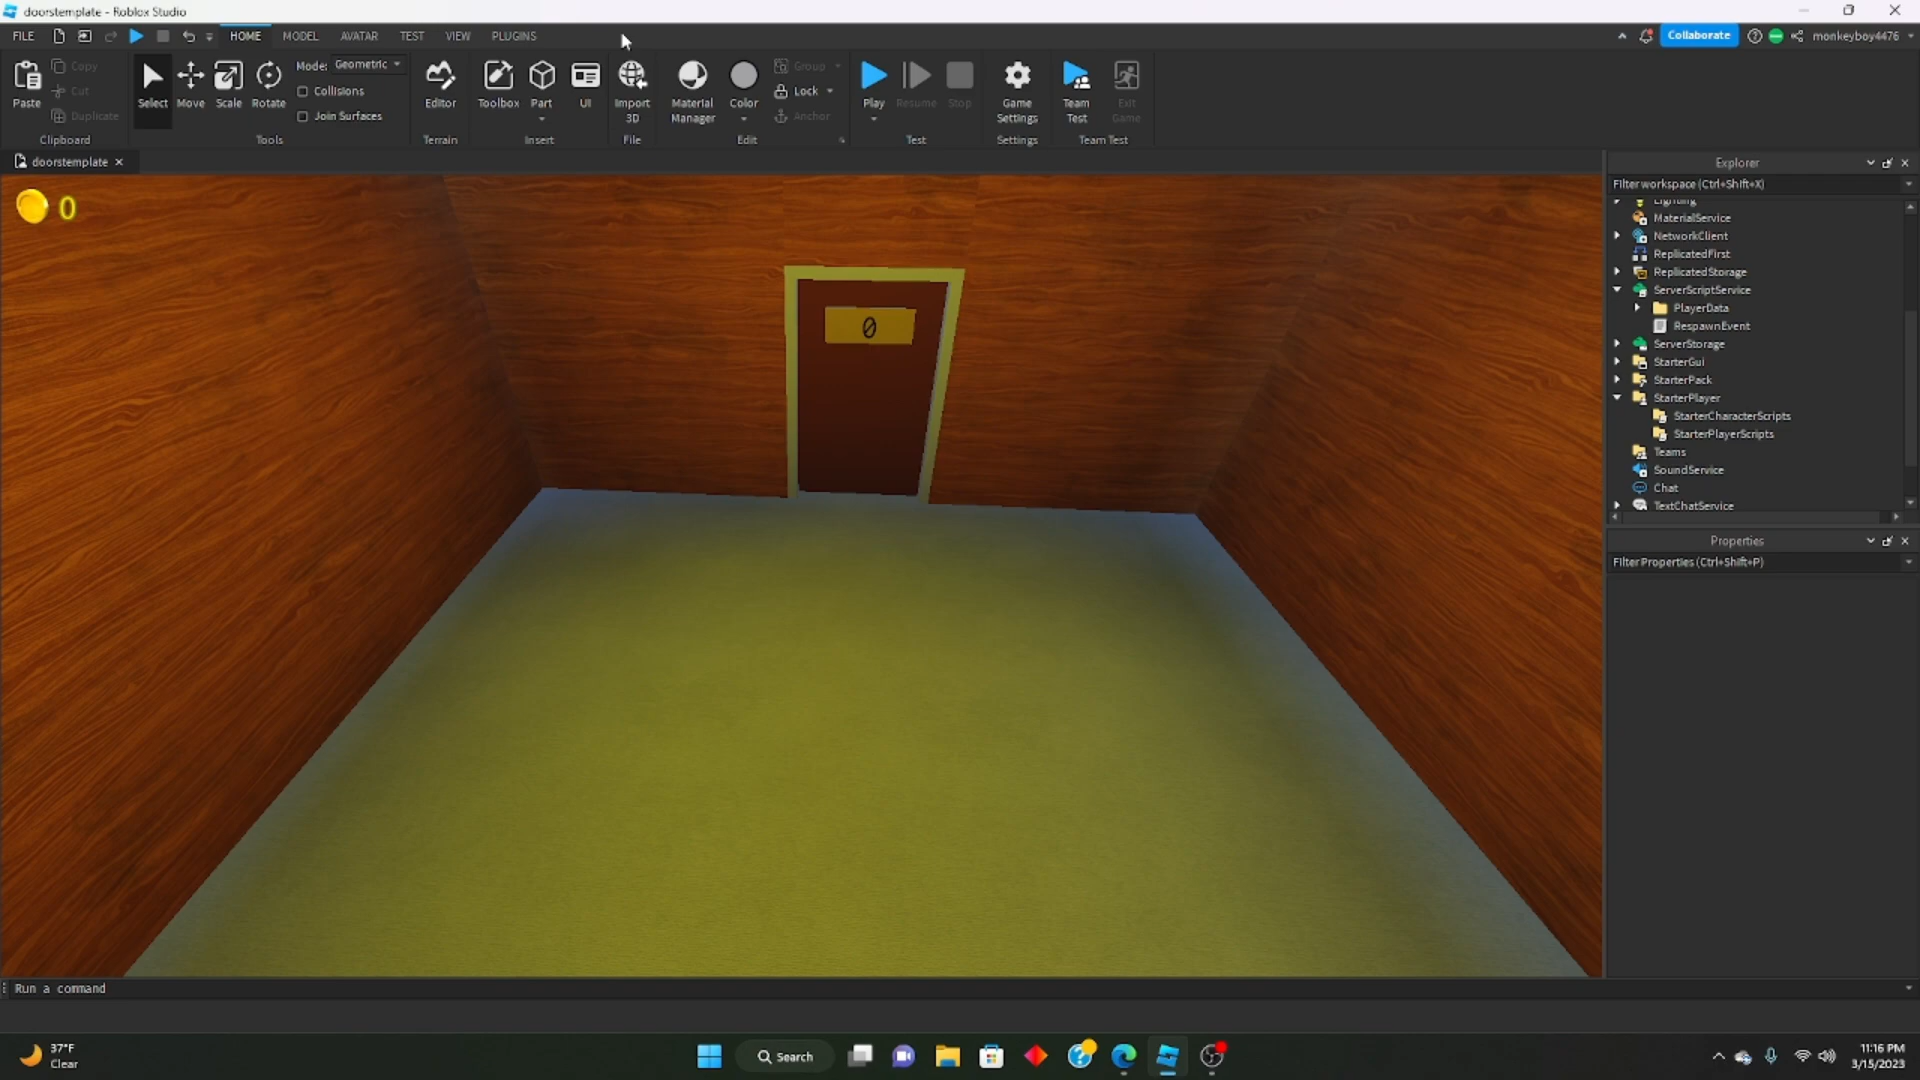 doorstemplate - Roblox Studio
FILE HOME MODEL AVATAR TEST VIEW PLUGINS Collaborate monkeyboy4476
Paste Copy Cut Duplicate Clipboard
Select Move Scale Rotate Mode: Geometric Collisions Join Surfaces Tools
Editor Terrain
Toolbox Part UI Insert
Import 3D File
Material Manager Color Group Lock Anchor Edit
Play Resume Stop Test
Game Settings Settings
Team Test Exit Game Team Test
doorstemplate
0
0
Explorer
Filter workspace (Ctrl+Shift+X)
Lighting
MaterialService
NetworkClient
ReplicatedFirst
ReplicatedStorage
ServerScriptService
PlayerData
RespawnEvent
ServerStorage
StarterGui
StarterPack
StarterPlayer
StarterCharacterScripts
StarterPlayerScripts
Teams
SoundService
Chat
TextChatService
Properties
Filter Properties (Ctrl+Shift+P)
Run a command
37°F
Clear
Search
11:16 PM
3/15/2023